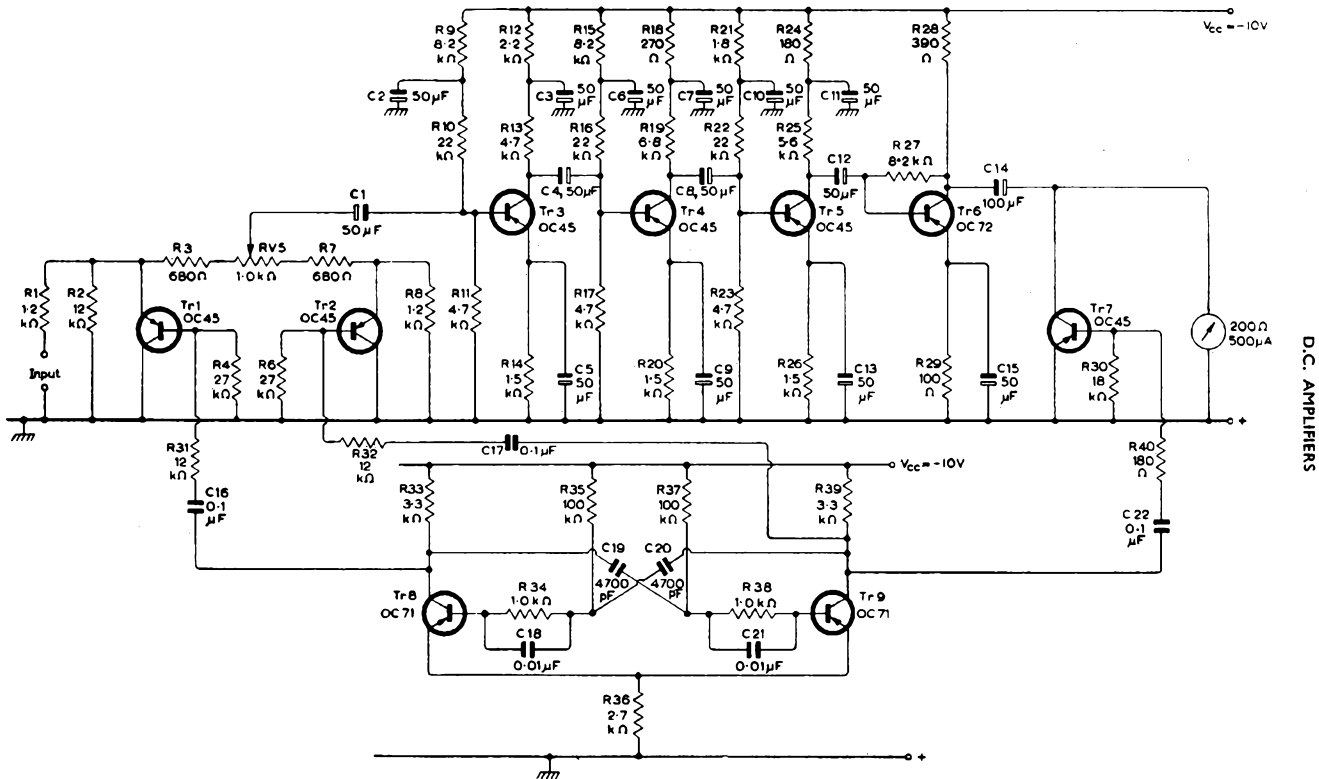 R9
8·2
kΩ
R12
2·2
kΩ
R15
8·2
kΩ
R18
270
Ω
R21
1·8
kΩ
R24
180
Ω
R28
390
Ω
Vcc = -10V
C2
50μF
C3
50
μF
C6
50
μF
C7
50
μF
C10
50
μF
C11
50
μF
R10
22
kΩ
R13
4·7
kΩ
R16
22
kΩ
R19
6·8
kΩ
R22
22
kΩ
R25
5·6
kΩ
R27
8·2kΩ
C12
50μF
C14
100μF
C4, 50μF
C8, 50μF
C1
50μF
Tr3
OC45
Tr4
OC45
Tr5
OC45
Tr6
OC72
R3
680Ω
RV5
1·0kΩ
R7
680Ω
R1
1·2
kΩ
R2
12
kΩ
Tr1
OC45
Tr2
OC45
R8
1·2
kΩ
R11
4·7
kΩ
R17
4·7
kΩ
R23
4·7
kΩ
Tr7
OC45
200Ω
500μA
Input
R4
27
kΩ
R6
27
kΩ
R14
1·5
kΩ
C5
50
μF
R20
1·5
kΩ
C9
50
μF
R26
1·5
kΩ
C13
50
μF
R29
100
Ω
C15
50
μF
R30
18
kΩ
+
D.C. AMPLIFIERS
R31
12
kΩ
R32
12
kΩ
C17
0·1μF
R40
180
Ω
Vcc = -10V
C16
0·1
μF
R33
3·3
kΩ
R35
100
kΩ
R37
100
kΩ
R39
3·3
kΩ
C22
0·1
μF
C19
4700
pF
C20
4700
pF
Tr8
OC71
R34
1·0kΩ
R38
1·0kΩ
Tr9
OC71
C18
0·01μF
C21
0·01μF
R36
2·7
kΩ
+